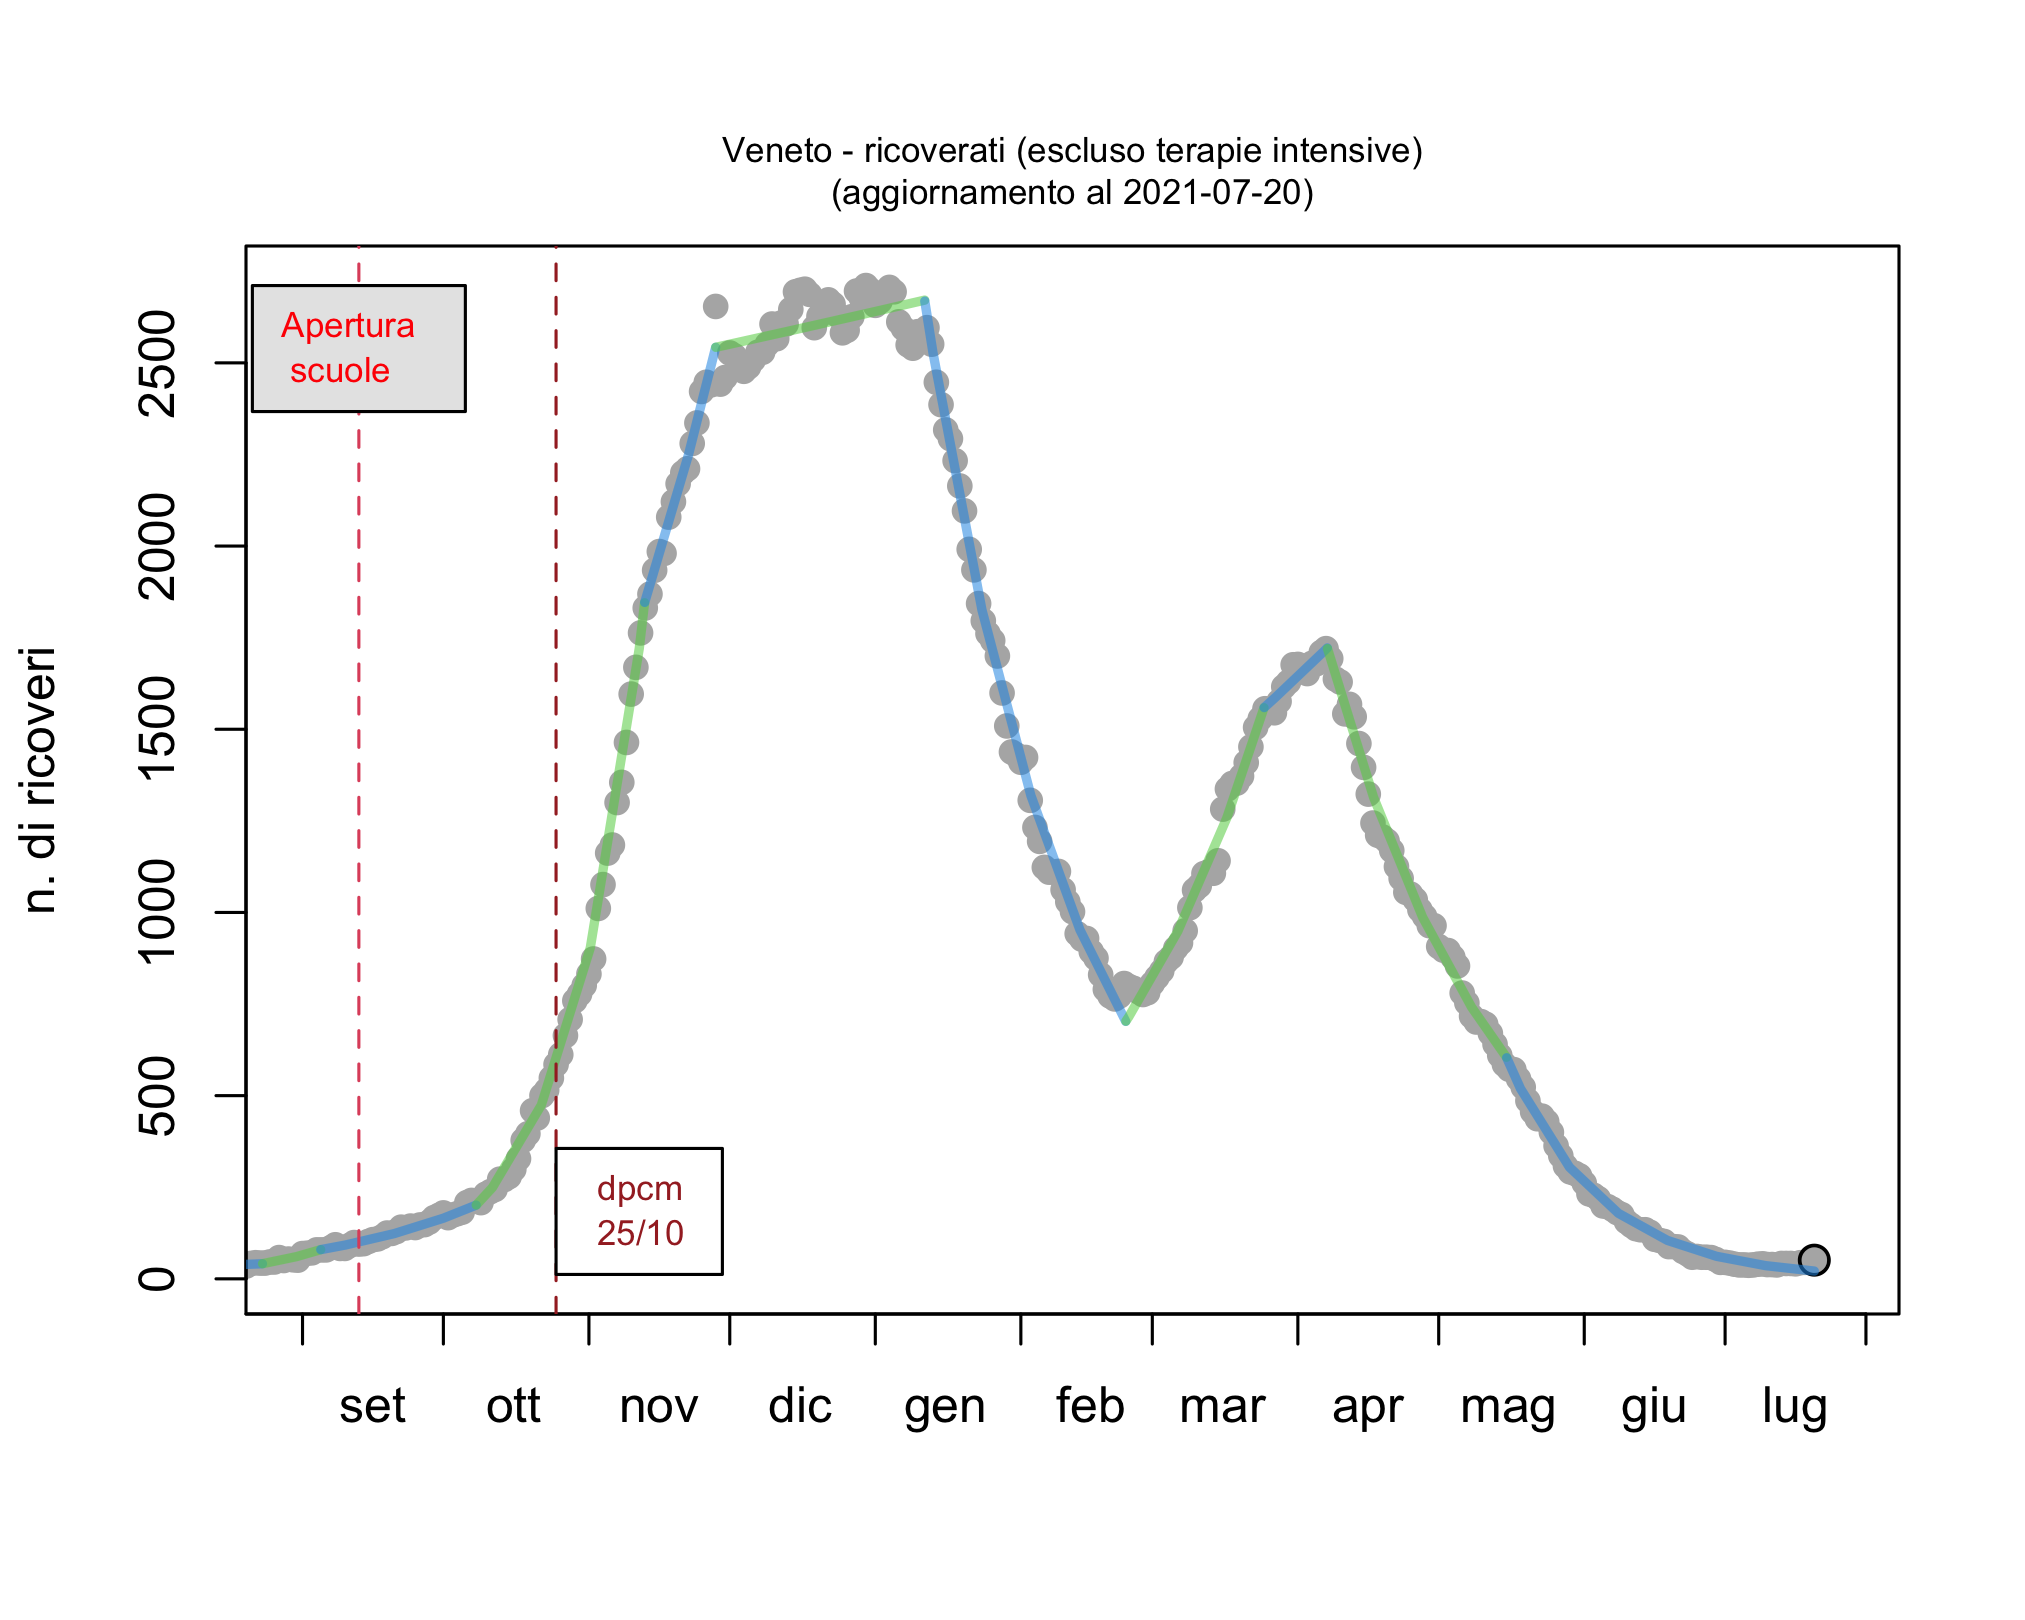 Veneto - ricoverati (escluso terapie intensive)
(aggiornamento al 2021-07-20)
Apertura
scuole
dpcm
25/10
n. di ricoveri
2500
2000
1500
1000
500
0
set ott nov dic gen feb mar apr mag giu lug